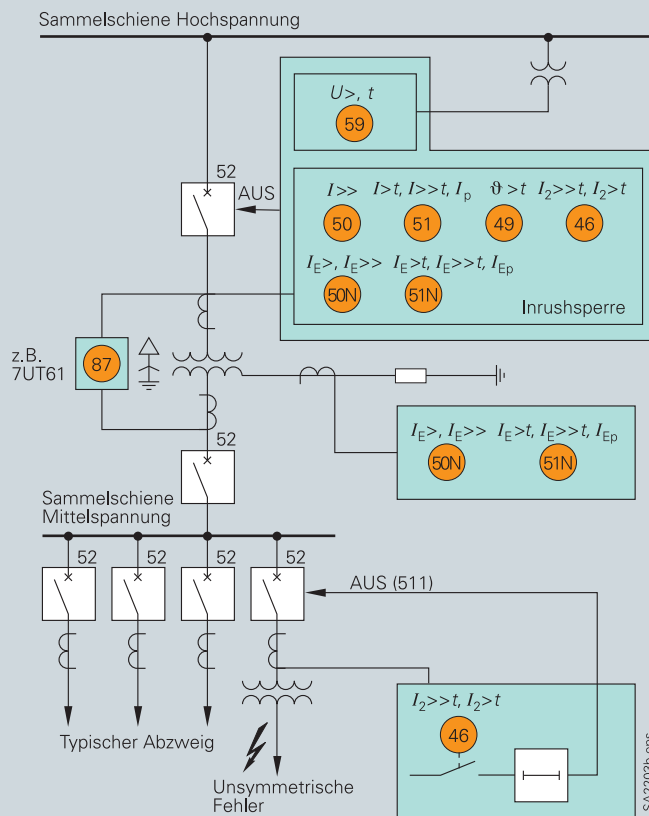 Sammelschiene Hochspannung
U>, t
59
52
AUS
I>> I>t, I>>t, Ip ϑ>t I2>>t, I2>t
50 51 49 46
IE>, IE>> IE>t, IE>>t, IEp
50N 51N
Inrushsperre
z.B.
7UT61
87
IE>, IE>> IE>t, IE>>t, IEp
50N 51N
52
Sammelschiene
Mittelspannung
52 52 52 52
AUS (511)
I2>>t, I2>t
46
Typischer Abzweig
Unsymmetrische
Fehler